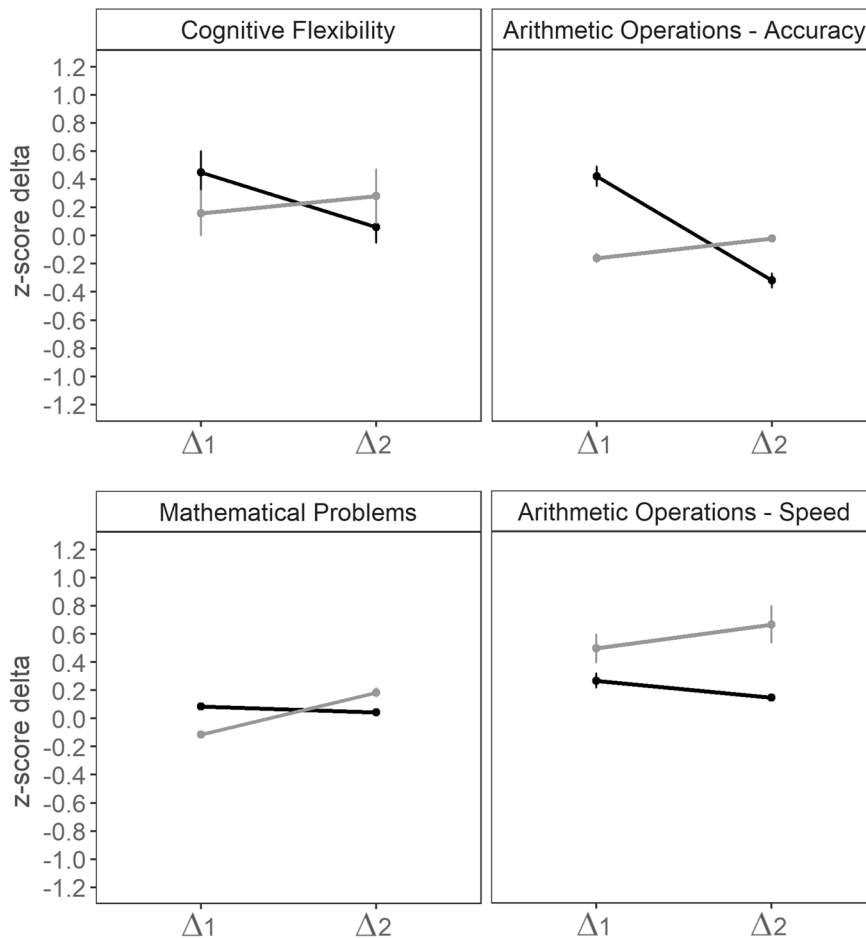 Cognitive Flexibility
Arithmetic Operations - Accuracy
z-score delta
1.2
1.0
0.8
0.6
0.4
0.2
0.0
-0.2
-0.4
-0.6
-0.8
-1.0
-1.2
Δ1
Δ2
Δ1
Δ2
Mathematical Problems
Arithmetic Operations - Speed
z-score delta
1.2
1.0
0.8
0.6
0.4
0.2
0.0
-0.2
-0.4
-0.6
-0.8
-1.0
-1.2
Δ1
Δ2
Δ1
Δ2